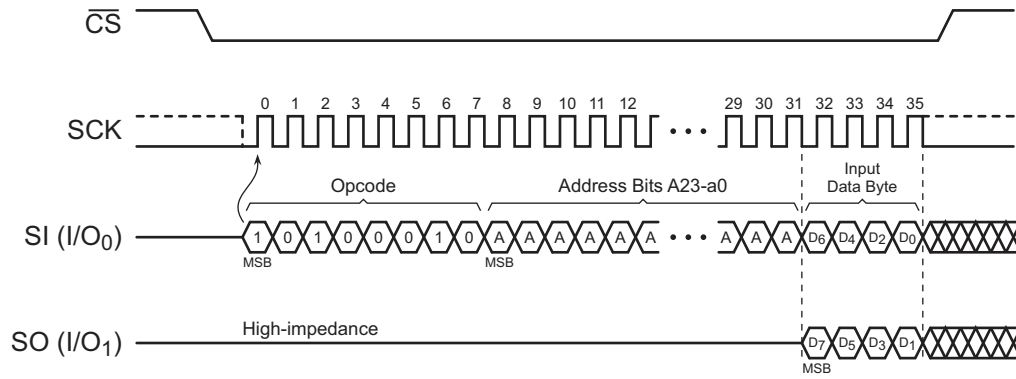 CS
0 1 2 3 4 5 6 7 8 9 10 11 12 29 30 31 32 33 34 35
SCK
Opcode Address Bits A23-a0 Input Data Byte
SI (I/O0) 1 0 1 0 0 0 1 0 A A A A A A A A A D6 D4 D2 D0
MSB MSB
High-impedance
SO (I/O1) D7 D5 D3 D1
MSB